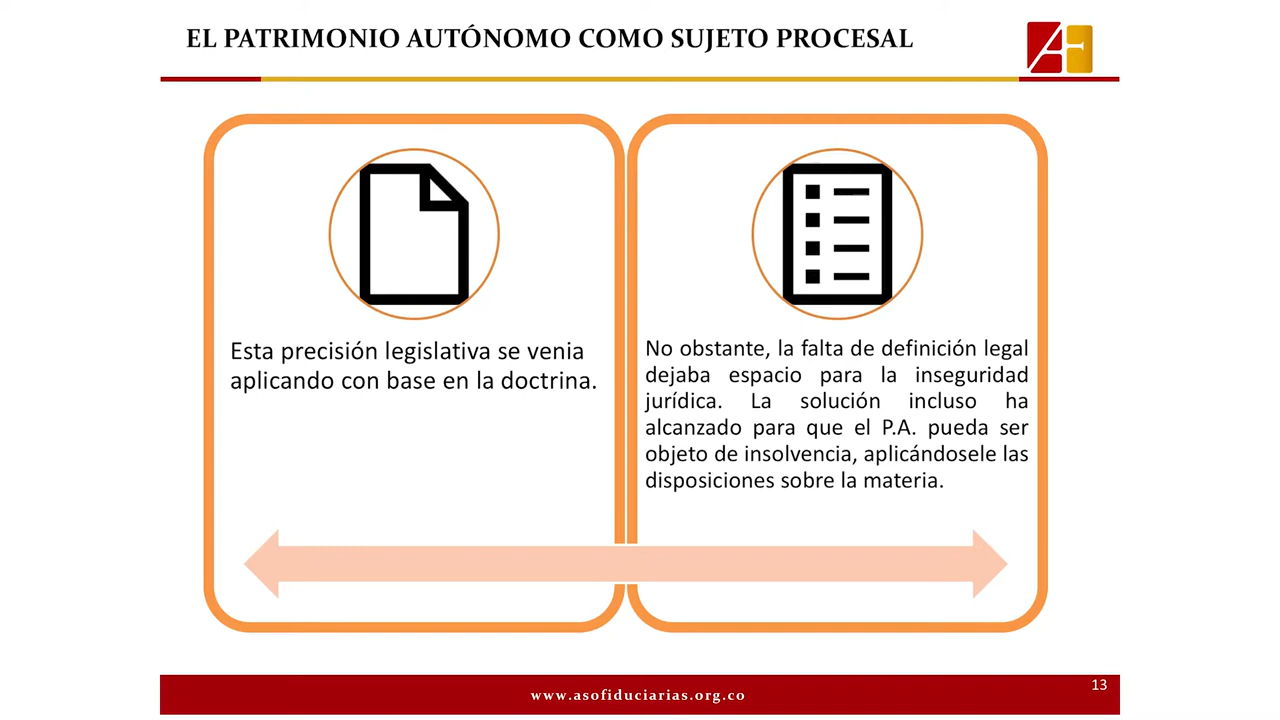 EL PATRIMONIO AUTÓNOMO COMO SUJETO PROCESAL
Esta precisión legislativa se venia
aplicando con base en la doctrina.
No obstante, la falta de definición legal
dejaba espacio para la inseguridad
jurídica. La solución incluso ha
alcanzado para que el P.A. pueda ser
objeto de insolvencia, aplicándosele las
disposiciones sobre la materia.
www.asofiduciarias.org.co
13